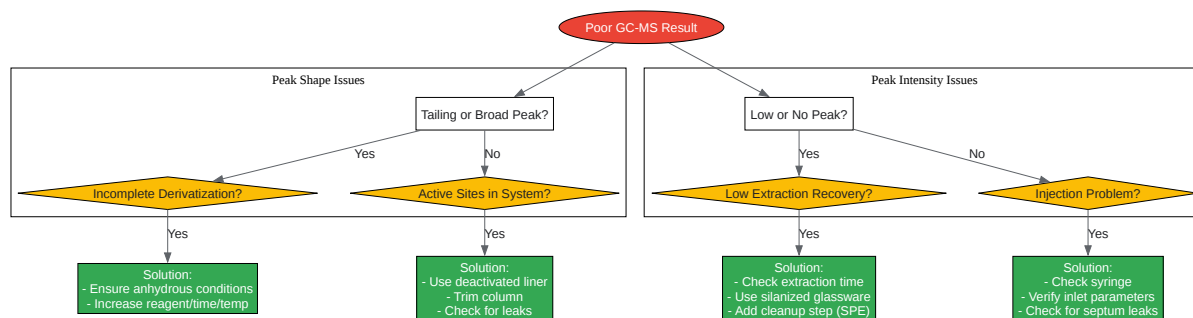 Poor GC-MS Result
Peak Shape Issues
Peak Intensity Issues
Tailing or Broad Peak?
Low or No Peak?
Yes
No
Yes
No
Incomplete Derivatization?
Active Sites in System?
Low Extraction Recovery?
Injection Problem?
Yes
Yes
Yes
Yes
Solution:
- Ensure anhydrous conditions
- Increase reagent/time/temp
Solution:
- Use deactivated liner
- Trim column
- Check for leaks
Solution:
- Check extraction time
- Use silanized glassware
- Add cleanup step (SPE)
Solution:
- Check syringe
- Verify inlet parameters
- Check for septum leaks